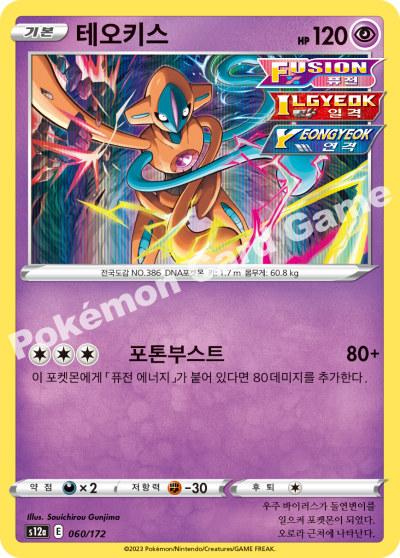 기본 테오키스 HP 120
FUSION
퓨전
ILGYEOK
일격
YEONGYEOK
연격
전국도감 NO.386 DNA포켓몬 키: 1.7 m 몸무게: 60.8 kg
Pokémon Card Game
포톤부스트 80+
이 포켓몬에게 「퓨전 에너지」가 붙어 있다면 80데미지를 추가한다.
약점 ×2 저항력 -30 후퇴
Illus. Souichirou Gunjima
s12a E 060/172
우주 바이러스가 돌연변이를
일으켜 포켓몬이 되었다.
오로라 근처에 나타난다.
©2023 Pokémon/Nintendo/Creatures/GAME FREAK.